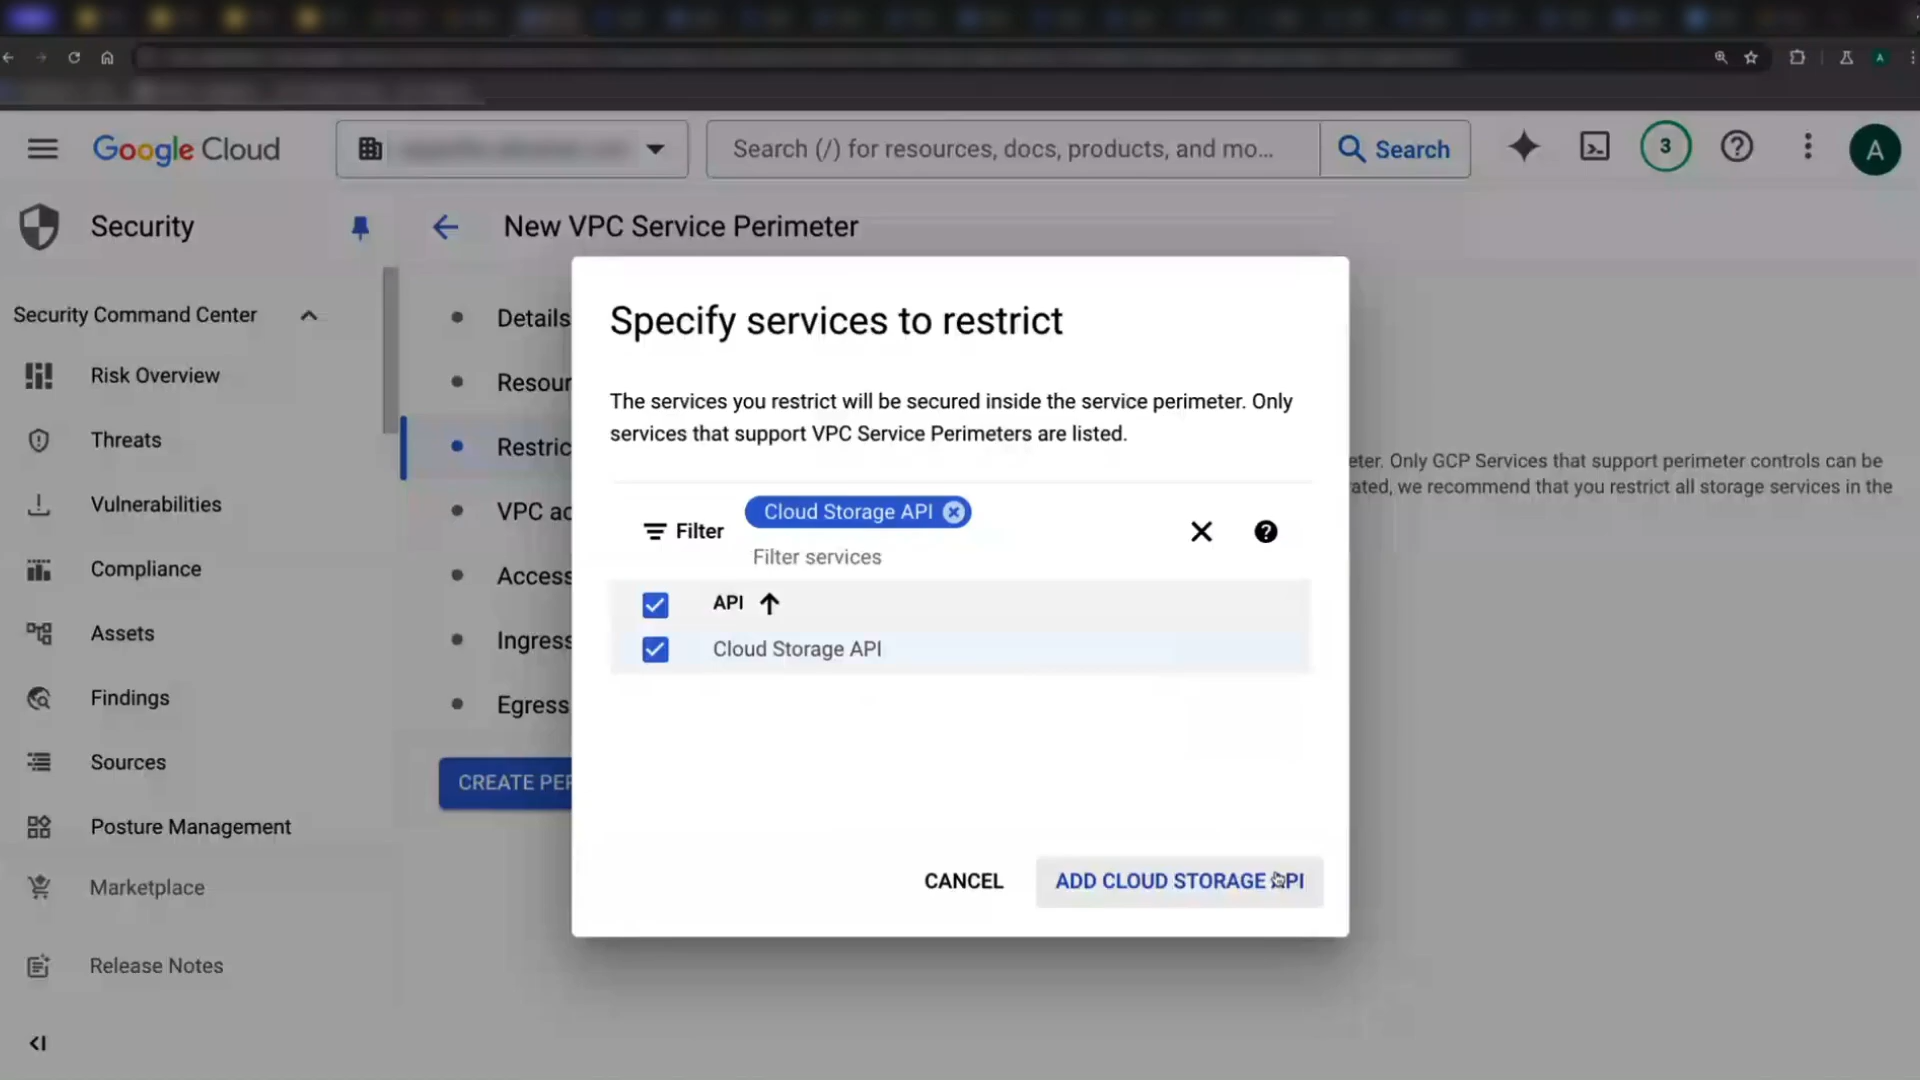 Google Cloud
Search (/) for resources, docs, products, and mo...
Search
3
A
Security
New VPC Service Perimeter
Security Command Center
Risk Overview
Threats
Vulnerabilities
Compliance
Assets
Findings
Sources
Posture Management
Marketplace
Release Notes
Details
Resour
Restric
VPC ac
Access
Ingress
Egress
CREATE PER
eter. Only GCP Services that support perimeter controls can be
ated, we recommend that you restrict all storage services in the
Specify services to restrict
The services you restrict will be secured inside the service perimeter. Only
services that support VPC Service Perimeters are listed.
Filter
Cloud Storage API
Filter services
API
Cloud Storage API
CANCEL
ADD CLOUD STORAGE API